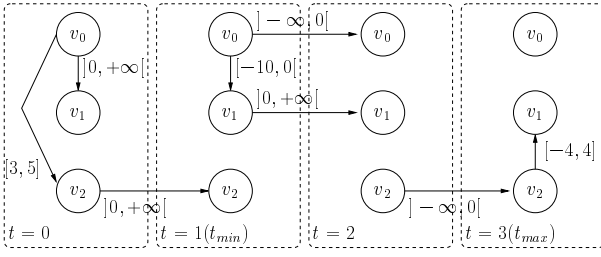 v₀ v₀ ] − ∞, 0[ v₀ v₀
]0, +∞[ [−10, 0[
v₁ v₁ ]0, +∞[ v₁ v₁
[3, 5] [−4, 4]
v₂ v₂ v₂ v₂
]0, +∞[ ] − ∞, 0[
t = 0 t = 1(tₘᵢₙ) t = 2 t = 3(tₘₐₓ)